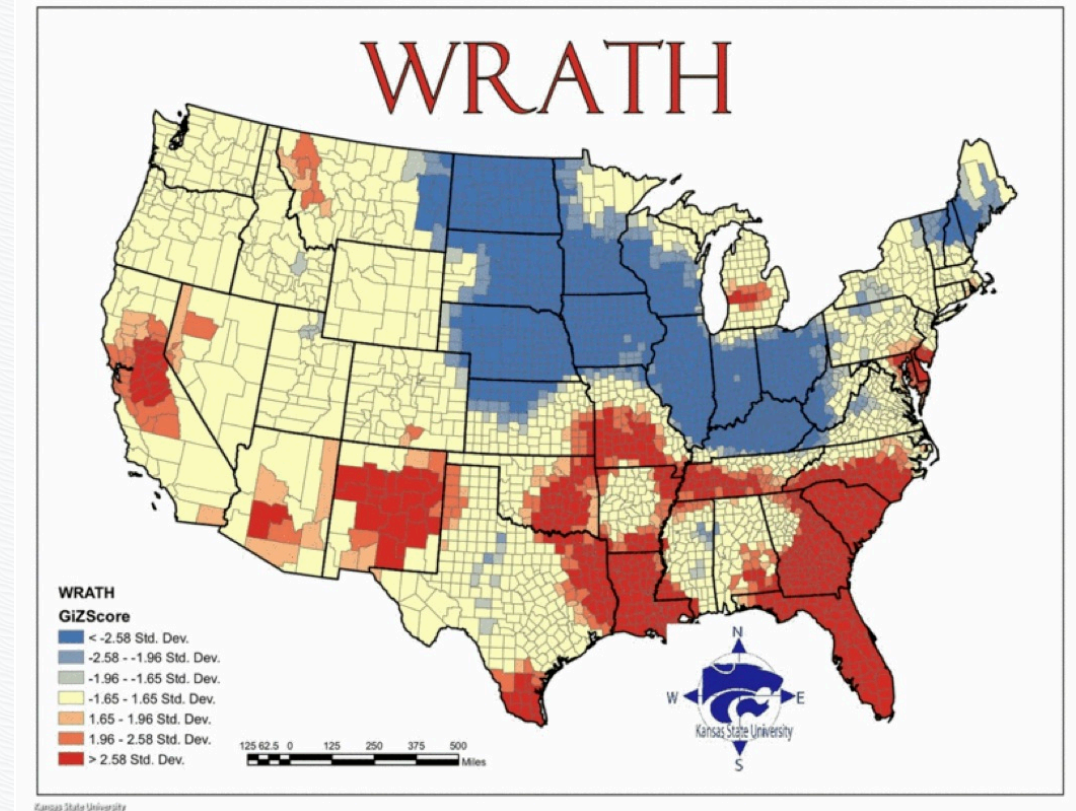 WRATH
WRATH
GiZScore
< -2.58 Std. Dev.
-2.58 - -1.96 Std. Dev.
-1.96 - -1.65 Std. Dev.
-1.65 - 1.65 Std. Dev.
1.65 - 1.96 Std. Dev.
1.96 - 2.58 Std. Dev.
> 2.58 Std. Dev.
125 62.5 0 125 250 375 500
Miles
N
W E
Kansas State University
S
Kansas State University